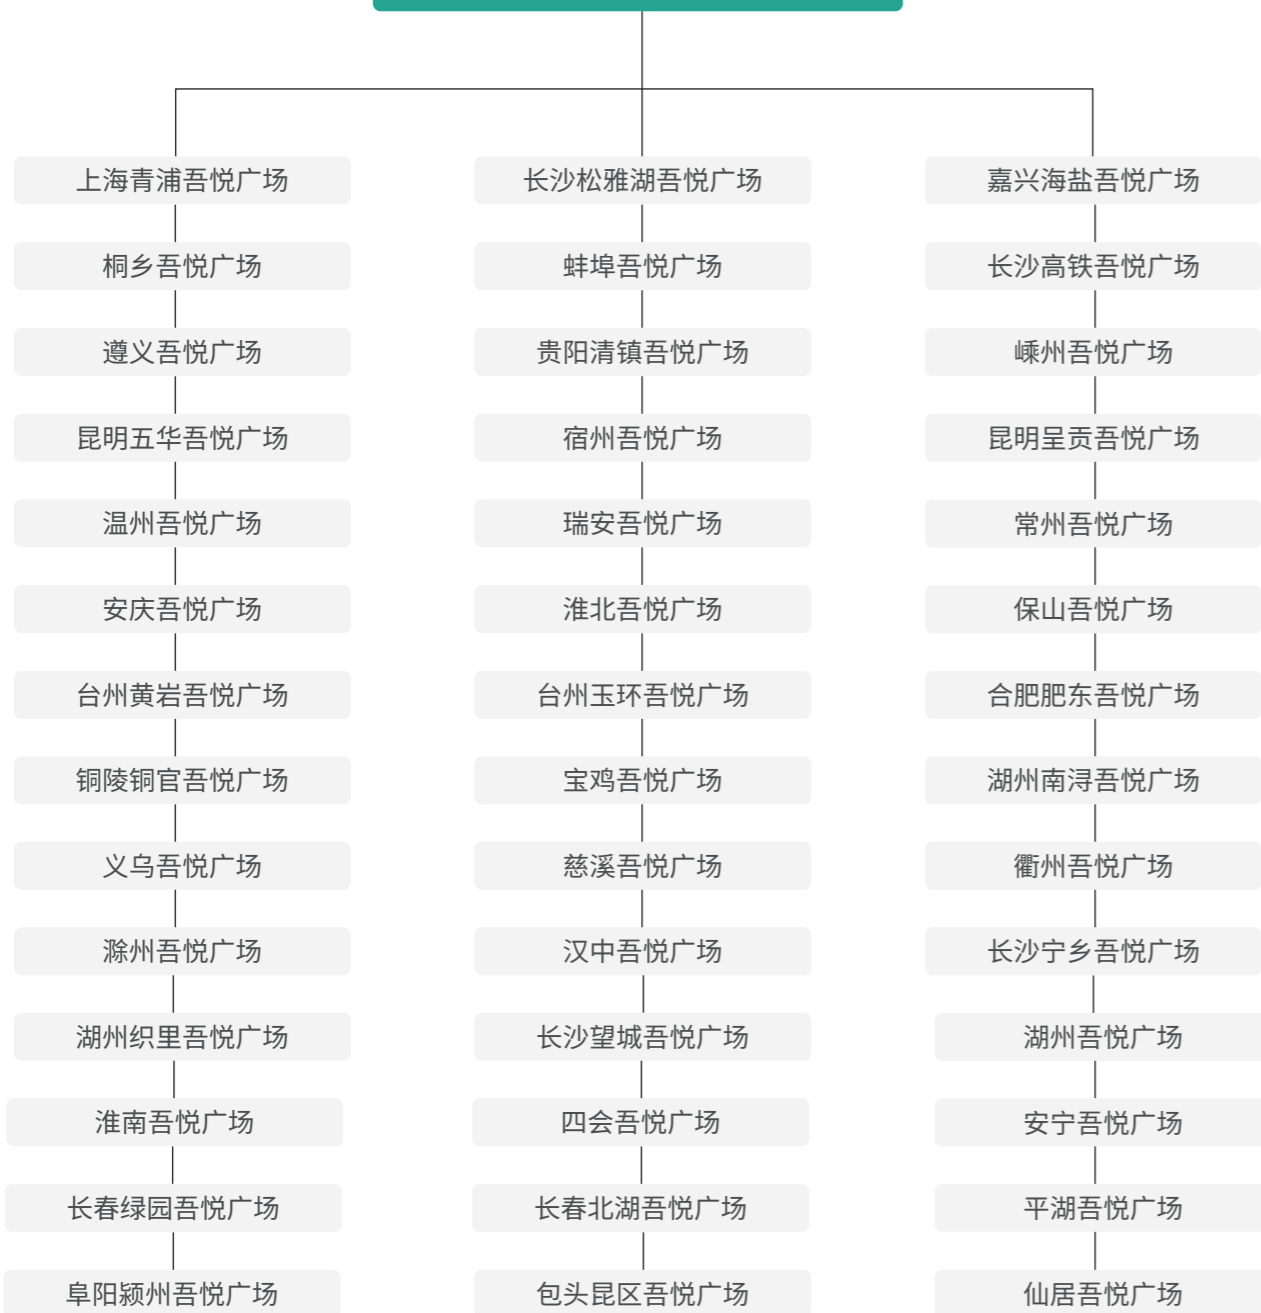 上海青浦吾悦广场
长沙松雅湖吾悦广场
嘉兴海盐吾悦广场
桐乡吾悦广场
蚌埠吾悦广场
长沙高铁吾悦广场
遵义吾悦广场
贵阳清镇吾悦广场
嵊州吾悦广场
昆明五华吾悦广场
宿州吾悦广场
昆明呈贡吾悦广场
温州吾悦广场
瑞安吾悦广场
常州吾悦广场
安庆吾悦广场
淮北吾悦广场
保山吾悦广场
台州黄岩吾悦广场
台州玉环吾悦广场
合肥肥东吾悦广场
铜陵铜官吾悦广场
宝鸡吾悦广场
湖州南浔吾悦广场
义乌吾悦广场
慈溪吾悦广场
衢州吾悦广场
滁州吾悦广场
汉中吾悦广场
长沙宁乡吾悦广场
湖州织里吾悦广场
长沙望城吾悦广场
湖州吾悦广场
淮南吾悦广场
四会吾悦广场
安宁吾悦广场
长春绿园吾悦广场
长春北湖吾悦广场
平湖吾悦广场
阜阳颍州吾悦广场
包头昆区吾悦广场
仙居吾悦广场